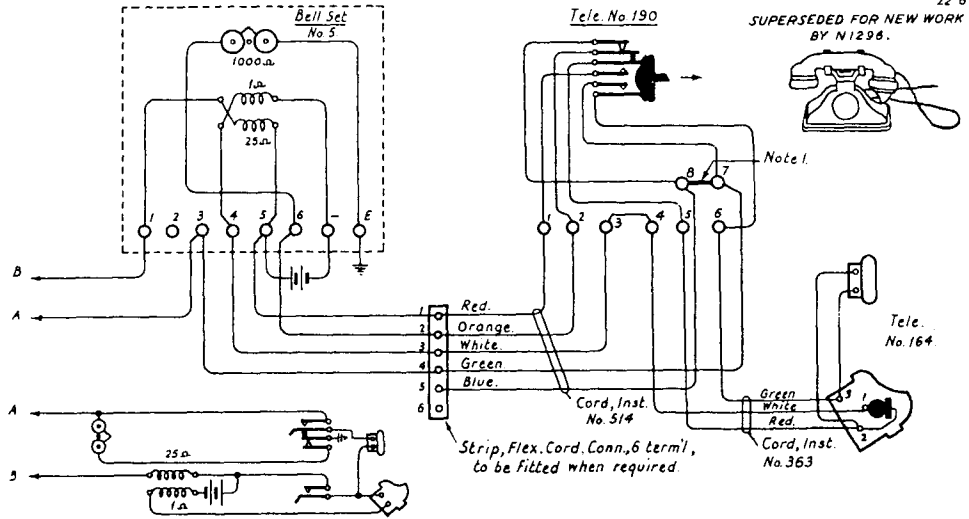 Bell Set
No. 5.
1000Ω
1Ω
25Ω
1 2 3 4 5 6 – E
B
A
Tele. No. 190
SUPERSEDED FOR NEW WORK
BY N1296.
Note 1.
8 7
1 2 3 4 5 6
1 Red.
2 Orange.
3 White.
4 Green
5 Blue.
6
Cord, Inst.
No. 514
Strip, Flex. Cord. Conn., 6 term'l,
to be Fitted when required.
Tele.
No. 164.
Green 3
White 1
Red. 2
Cord, Inst.
No. 363
A
25Ω
B
1Ω